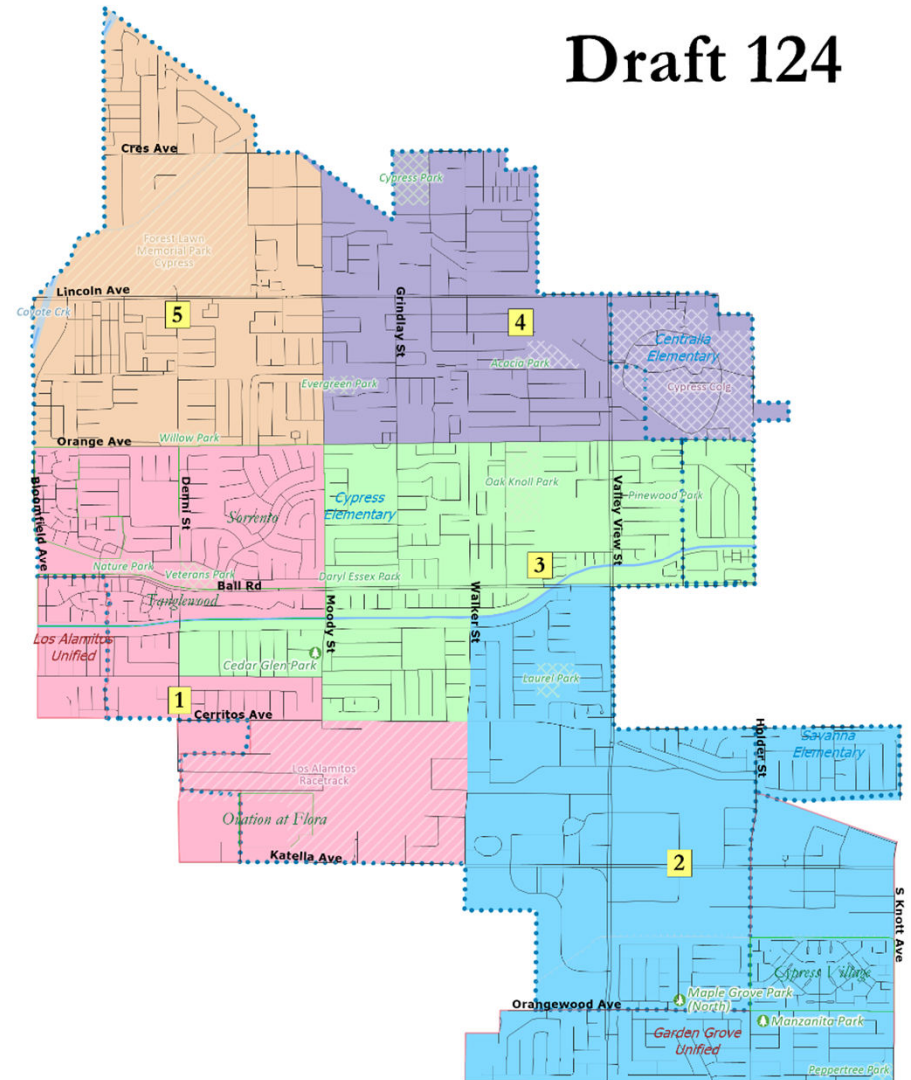 Draft 124
Cres Ave
Cypress Park
Forest Lawn
Memorial Park
Cypress
Lincoln Ave
Coyote Crk
5
Grindlay St
4
Centralia
Elementary
Acacia Park
Evergreen Park
Willow Park
Orange Ave
Bloomfield Ave
Denni St
Sorrento
Cypress
Elementary
Oak Knoll Park
Valley View St
Pinewood Park
Nature Park
Veterans Park
Daryl Essex Park
3
Ball Rd
Tanglewood
Moody St
Walker St
Los Alamitos
Unified
Cedar Glen Park
Laurel Park
1
Cerritos Ave
Holder St
Savanna
Elementary
Los Alamitos
Racetrack
Ovation at Flora
Katella Ave
2
S Knott Ave
Cypress Village
Orangewood Ave
Maple Grove Park
(North)
Manzanita Park
Garden Grove
Unified
Peppertree Park